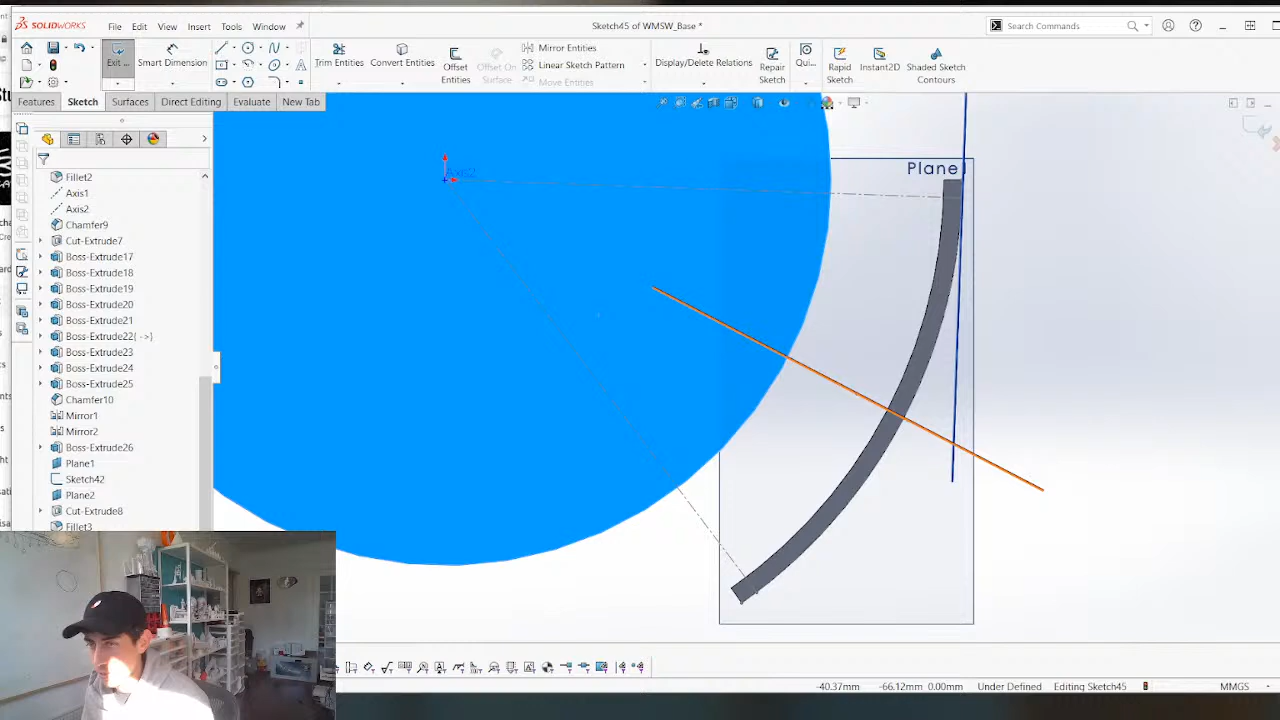 SOLIDWORKS File Edit View Insert Tools Window Sketch45 of WMSW_Base * Search Commands
Exit ... Smart Dimension Trim Entities Convert Entities Offset Entities Offset On Surface Mirror Entities Linear Sketch Pattern Move Entities Display/Delete Relations Repair Sketch Qui... Rapid Sketch Instant2D Shaded Sketch Contours
Features Sketch Surfaces Direct Editing Evaluate New Tab
Fillet2
Axis1
Axis2
Chamfer9
Cut-Extrude7
Boss-Extrude17
Boss-Extrude18
Boss-Extrude19
Boss-Extrude20
Boss-Extrude21
Boss-Extrude22{ ->}
Boss-Extrude23
Boss-Extrude24
Boss-Extrude25
Chamfer10
Mirror1
Mirror2
Boss-Extrude26
Plane1
Sketch42
Plane2
Cut-Extrude8
Fillet3
Axis2
Plane
-40.37mm -66.12mm 0.00mm Under Defined Editing Sketch45 MMGS